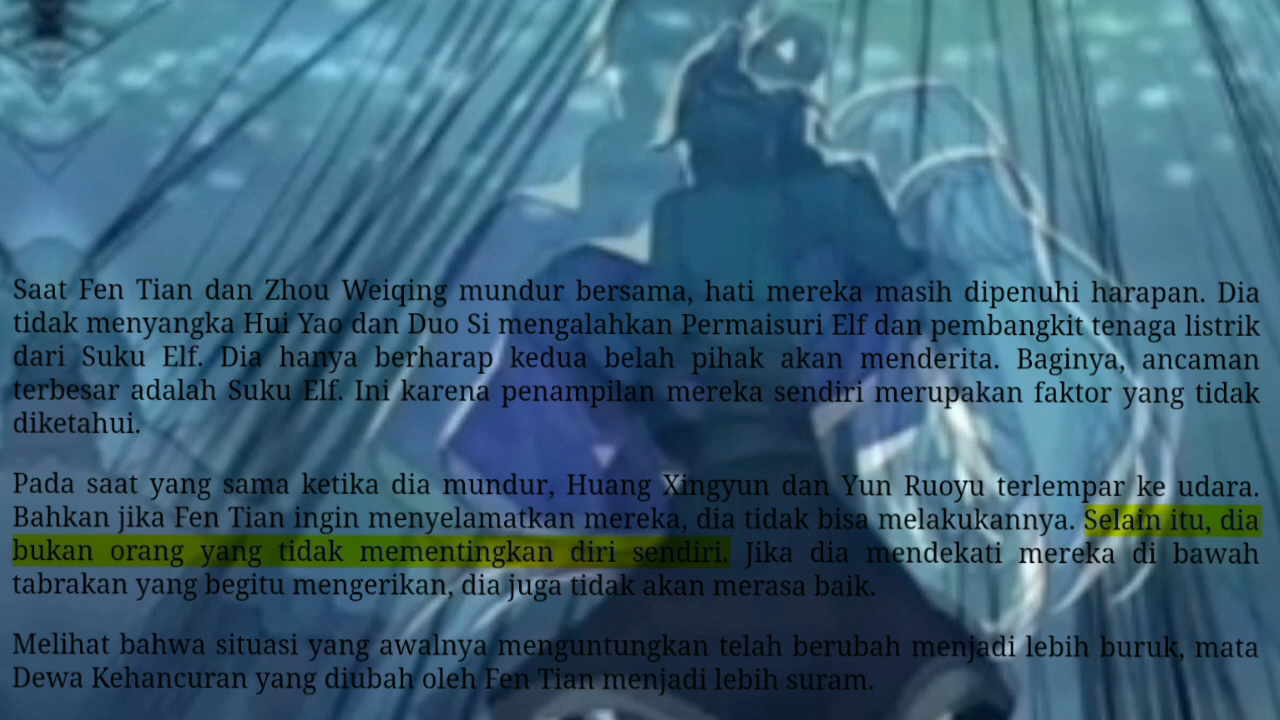 Saat Fen Tian dan Zhou Weiqing mundur bersama, hati mereka masih dipenuhi harapan. Dia
tidak menyangka Hui Yao dan Duo Si mengalahkan Permaisuri Elf dan pembangkit tenaga listrik
dari Suku Elf. Dia hanya berharap kedua belah pihak akan menderita. Baginya, ancaman
terbesar adalah Suku Elf. Ini karena penampilan mereka sendiri merupakan faktor yang tidak
diketahui.
Pada saat yang sama ketika dia mundur, Huang Xingyun dan Yun Ruoyu terlempar ke udara.
Bahkan jika Fen Tian ingin menyelamatkan mereka, dia tidak bisa melakukannya. Selain itu, dia
bukan orang yang tidak mementingkan diri sendiri. Jika dia mendekati mereka di bawah
tabrakan yang begitu mengerikan, dia juga tidak akan merasa baik.
Melihat bahwa situasi yang awalnya menguntungkan telah berubah menjadi lebih buruk, mata
Dewa Kehancuran yang diubah oleh Fen Tian menjadi lebih suram.